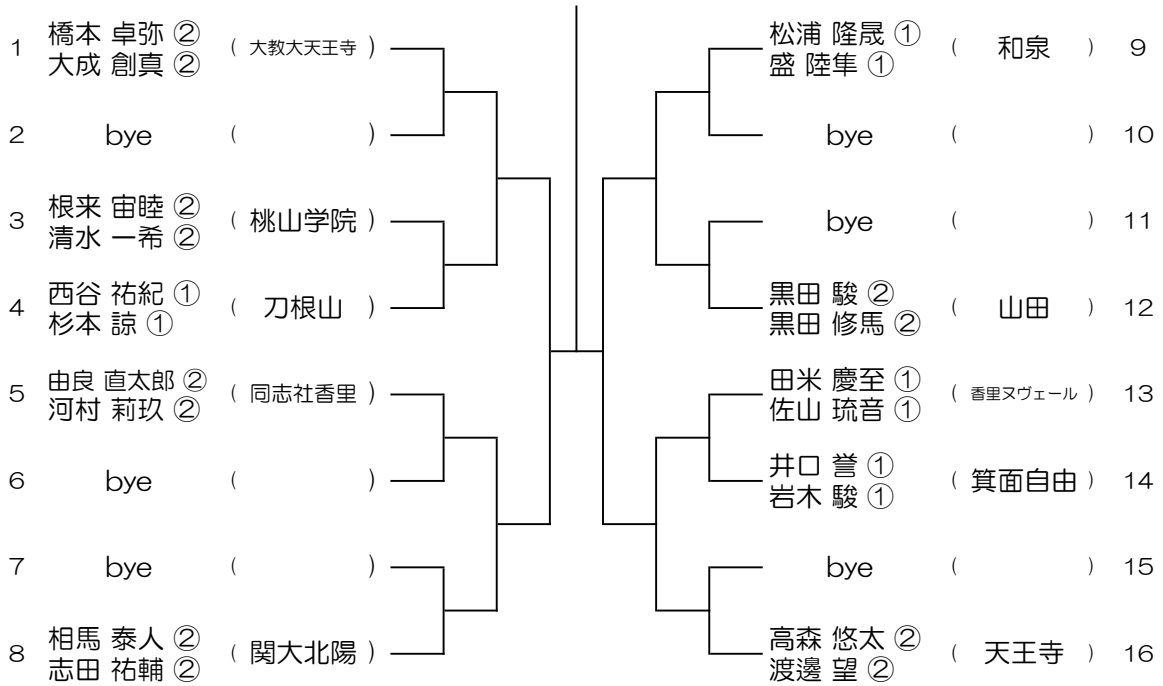 1 橋本 卓弥 ② ( 大教大天王寺 )
大成 創真 ②
2 bye ( )
3 根来 宙睦 ② ( 桃山学院 )
清水 一希 ②
4 西谷 祐紀 ① ( 刀根山 )
杉本 諒 ①
5 由良 直太郎 ② ( 同志社香里 )
河村 莉玖 ②
6 bye ( )
7 bye ( )
8 相馬 泰人 ② ( 関大北陽 )
志田 祐輔 ②
松浦 隆晟 ① ( 和泉 ) 9
盛 陸隼 ①
bye ( ) 10
bye ( ) 11
黒田 駿 ② ( 山田 ) 12
黒田 修馬 ②
田米 慶至 ① ( 香里ヌヴェール ) 13
佐山 琉音 ①
井口 誉 ① ( 箕面自由 ) 14
岩木 駿 ①
bye ( ) 15
高森 悠太 ② ( 天王寺 ) 16
渡邊 望 ②